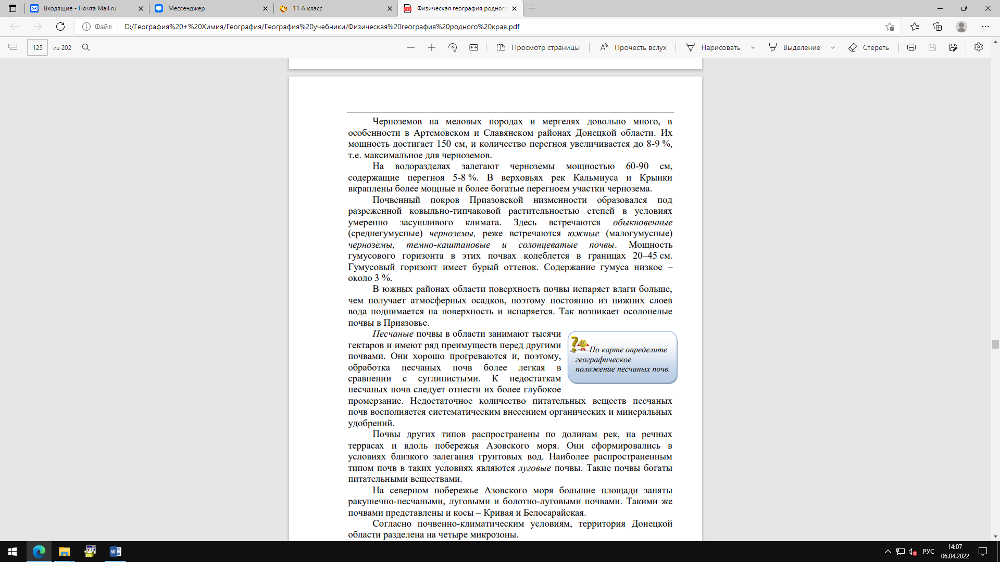 Входящие - Почта Mail.ru
Мессенджер
11 А класс
Физическая география родного
Файл
D:/География%20+%20Химия/География/География%20учебники/Физическая%20география%20родного%20края.pdf
125 из 202
Просмотр страницы
Прочесть вслух
Нарисовать
Выделение
Стереть
Черноземов на меловых породах и мергелях довольно много, в
особенности в Артемовском и Славянском районах Донецкой области. Их
мощность достигает 150 см, и количество перегноя увеличивается до 8-9 %,
т.е. максимальное для черноземов.
На водоразделах залегают черноземы мощностью 60-90 см,
содержащие перегноя 5-8 %. В верховьях рек Кальмиуса и Крынки
вкраплены более мощные и более богатые перегноем участки чернозема.
Почвенный покров Приазовской низменности образовался под
разреженной ковыльно-типчаковой растительностью степей в условиях
умеренно засушливого климата. Здесь встречаются обыкновенные
(среднегумусные) черноземы, реже встречаются южные (малогумусные)
черноземы, темно-каштановые и солонцеватые почвы. Мощность
гумусового горизонта в этих почвах колеблется в границах 20–45 см.
Гумусовый горизонт имеет бурый оттенок. Содержание гумуса низкое –
около 3 %.
В южных районах области поверхность почвы испаряет влаги больше,
чем получает атмосферных осадков, поэтому постоянно из нижних слоев
вода поднимается на поверхность и испаряется. Так возникает осолонелые
почвы в Приазовье.
Песчаные почвы в области занимают тысячи
гектаров и имеют ряд преимуществ перед другими
почвами. Они хорошо прогреваются и, поэтому,
обработка песчаных почв более легкая в
сравнении с суглинистыми. К недостаткам
песчаных почв следует отнести их более глубокое
промерзание. Недостаточное количество питательных веществ песчаных
почв восполняется систематическим внесением органических и минеральных
удобрений.
По карте определите
географическое
положение песчаных почв.
Почвы других типов распространены по долинам рек, на речных
террасах и вдоль побережья Азовского моря. Они сформировались в
условиях близкого залегания грунтовых вод. Наиболее распространенным
типом почв в таких условиях являются луговые почвы. Такие почвы богаты
питательными веществами.
На северном побережье Азовского моря большие площади заняты
ракушечно-песчаными, луговыми и болотно-луговыми почвами. Такими же
почвами представлены и косы – Кривая и Белосарайская.
Согласно почвенно-климатическим условиям, территория Донецкой
области разделена на четыре микрозоны.
РУС
14:07
06.04.2022